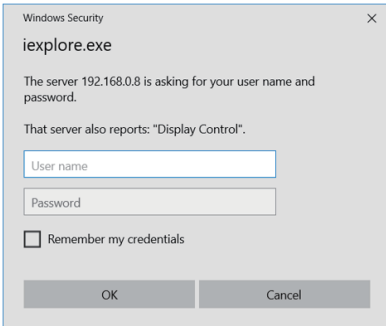 Windows Security
iexplore.exe
The server 192.168.0.8 is asking for your user name and
password.
That server also reports: "Display Control".
User name
Password
Remember my credentials
OK
Cancel